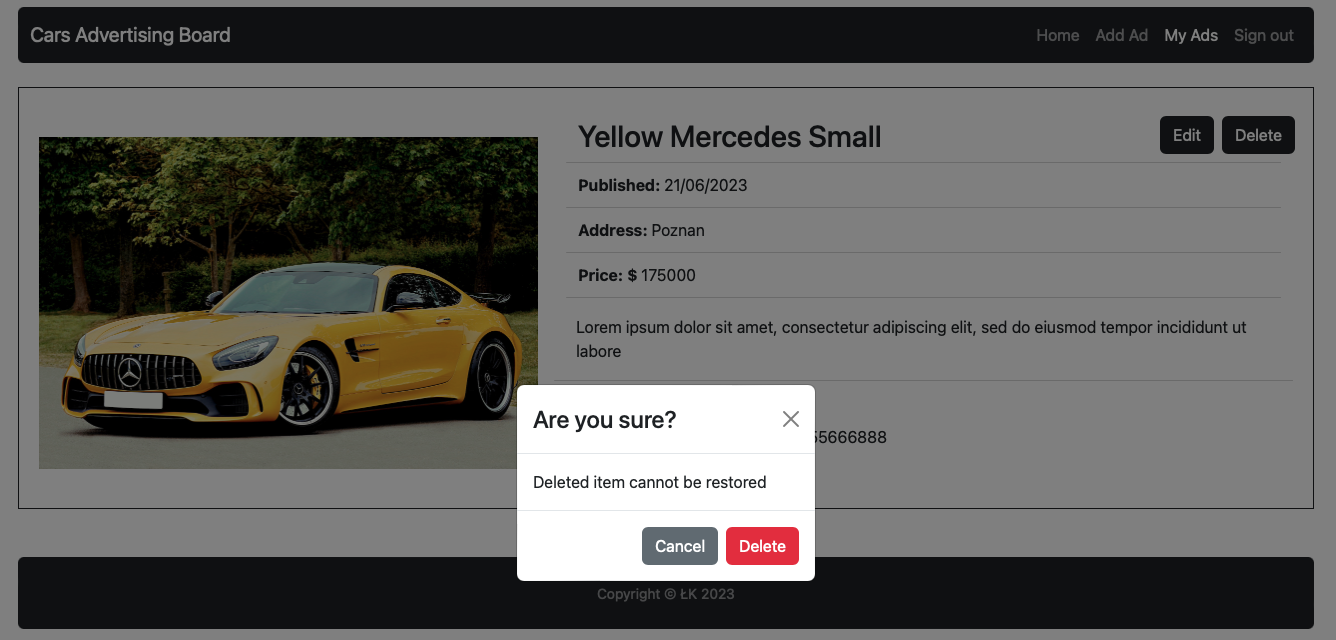 Cars Advertising Board
Home Add Ad My Ads Sign out
Yellow Mercedes Small
Edit Delete
Published: 21/06/2023
Address: Poznan
Price: $ 175000
Lorem ipsum dolor sit amet, consectetur adipiscing elit, sed do eiusmod tempor incididunt ut
labore
Are you sure?
Deleted item cannot be restored
Cancel Delete
Copyright © ŁK 2023